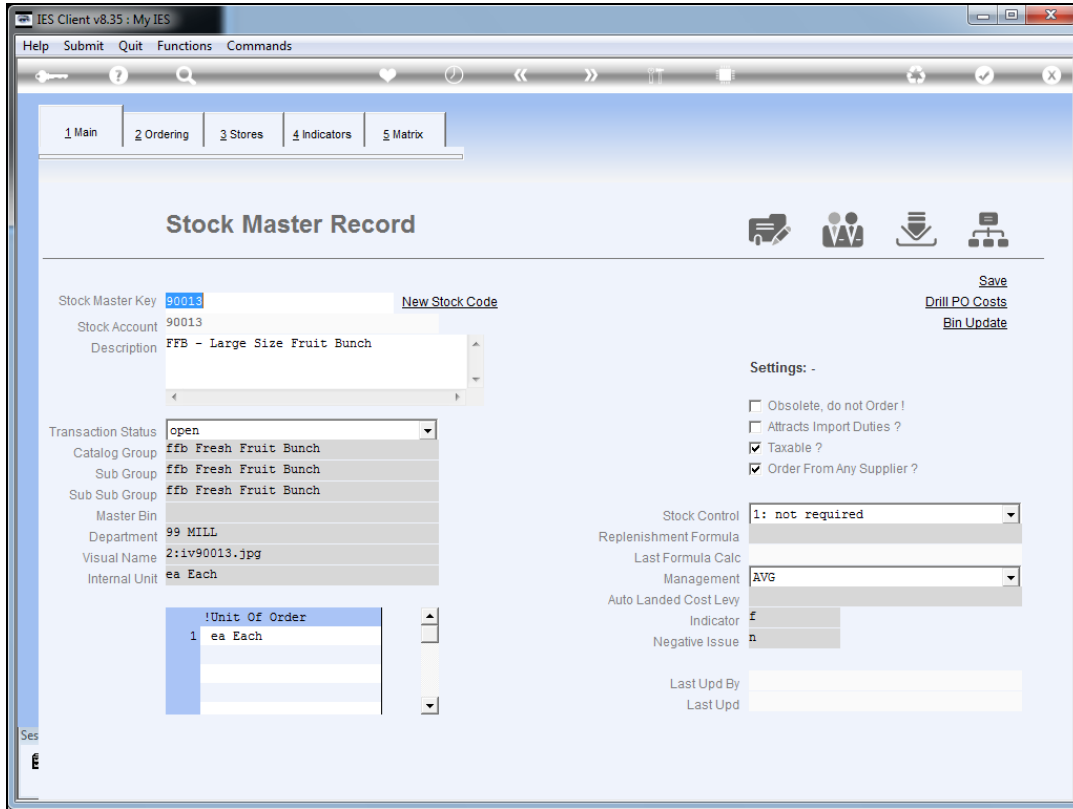 IES Client v8.35 : My IES
Help Submit Quit Functions Commands
1 Main 2 Ordering 3 Stores 4 Indicators 5 Matrix
Stock Master Record
Save
Stock Master Key 90013 New Stock Code Drill PO Costs
Stock Account 90013 Bin Update
Description FFB - Large Size Fruit Bunch
Settings: -
Obsolete, do not Order !
Attracts Import Duties ?
Taxable ?
Order From Any Supplier ?
Transaction Status open
Catalog Group ffb Fresh Fruit Bunch
Sub Group ffb Fresh Fruit Bunch
Sub Sub Group ffb Fresh Fruit Bunch
Master Bin
Department 99 MILL
Visual Name 2:iv90013.jpg
Internal Unit ea Each
Stock Control 1: not required
Replenishment Formula
Last Formula Calc
Management AVG
Auto Landed Cost Levy
Indicator f
Negative Issue n
!Unit Of Order
1 ea Each
Last Upd By
Last Upd
Ses